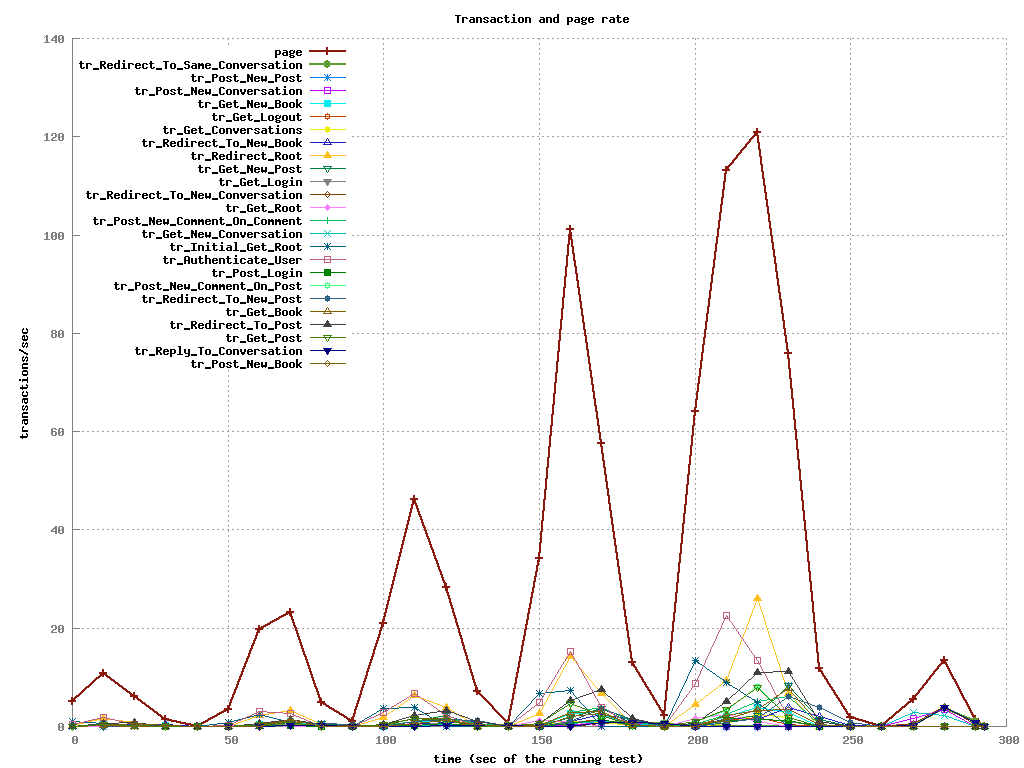 Transaction and page rate
140
120
100
80
60
40
20
0
transactions/sec
page
tr_Redirect_To_Same_Conversation
tr_Post_New_Post
tr_Post_New_Conversation
tr_Get_New_Book
tr_Get_Logout
tr_Get_Conversations
tr_Redirect_To_New_Book
tr_Redirect_Root
tr_Get_New_Post
tr_Get_Login
tr_Redirect_To_New_Conversation
tr_Get_Root
tr_Post_New_Comment_On_Comment
tr_Get_New_Conversation
tr_Initial_Get_Root
tr_Authenticate_User
tr_Post_Login
tr_Post_New_Comment_On_Post
tr_Redirect_To_New_Post
tr_Get_Book
tr_Redirect_To_Post
tr_Get_Post
tr_Reply_To_Conversation
tr_Post_New_Book
0 50 100 150 200 250 300
time (sec of the running test)